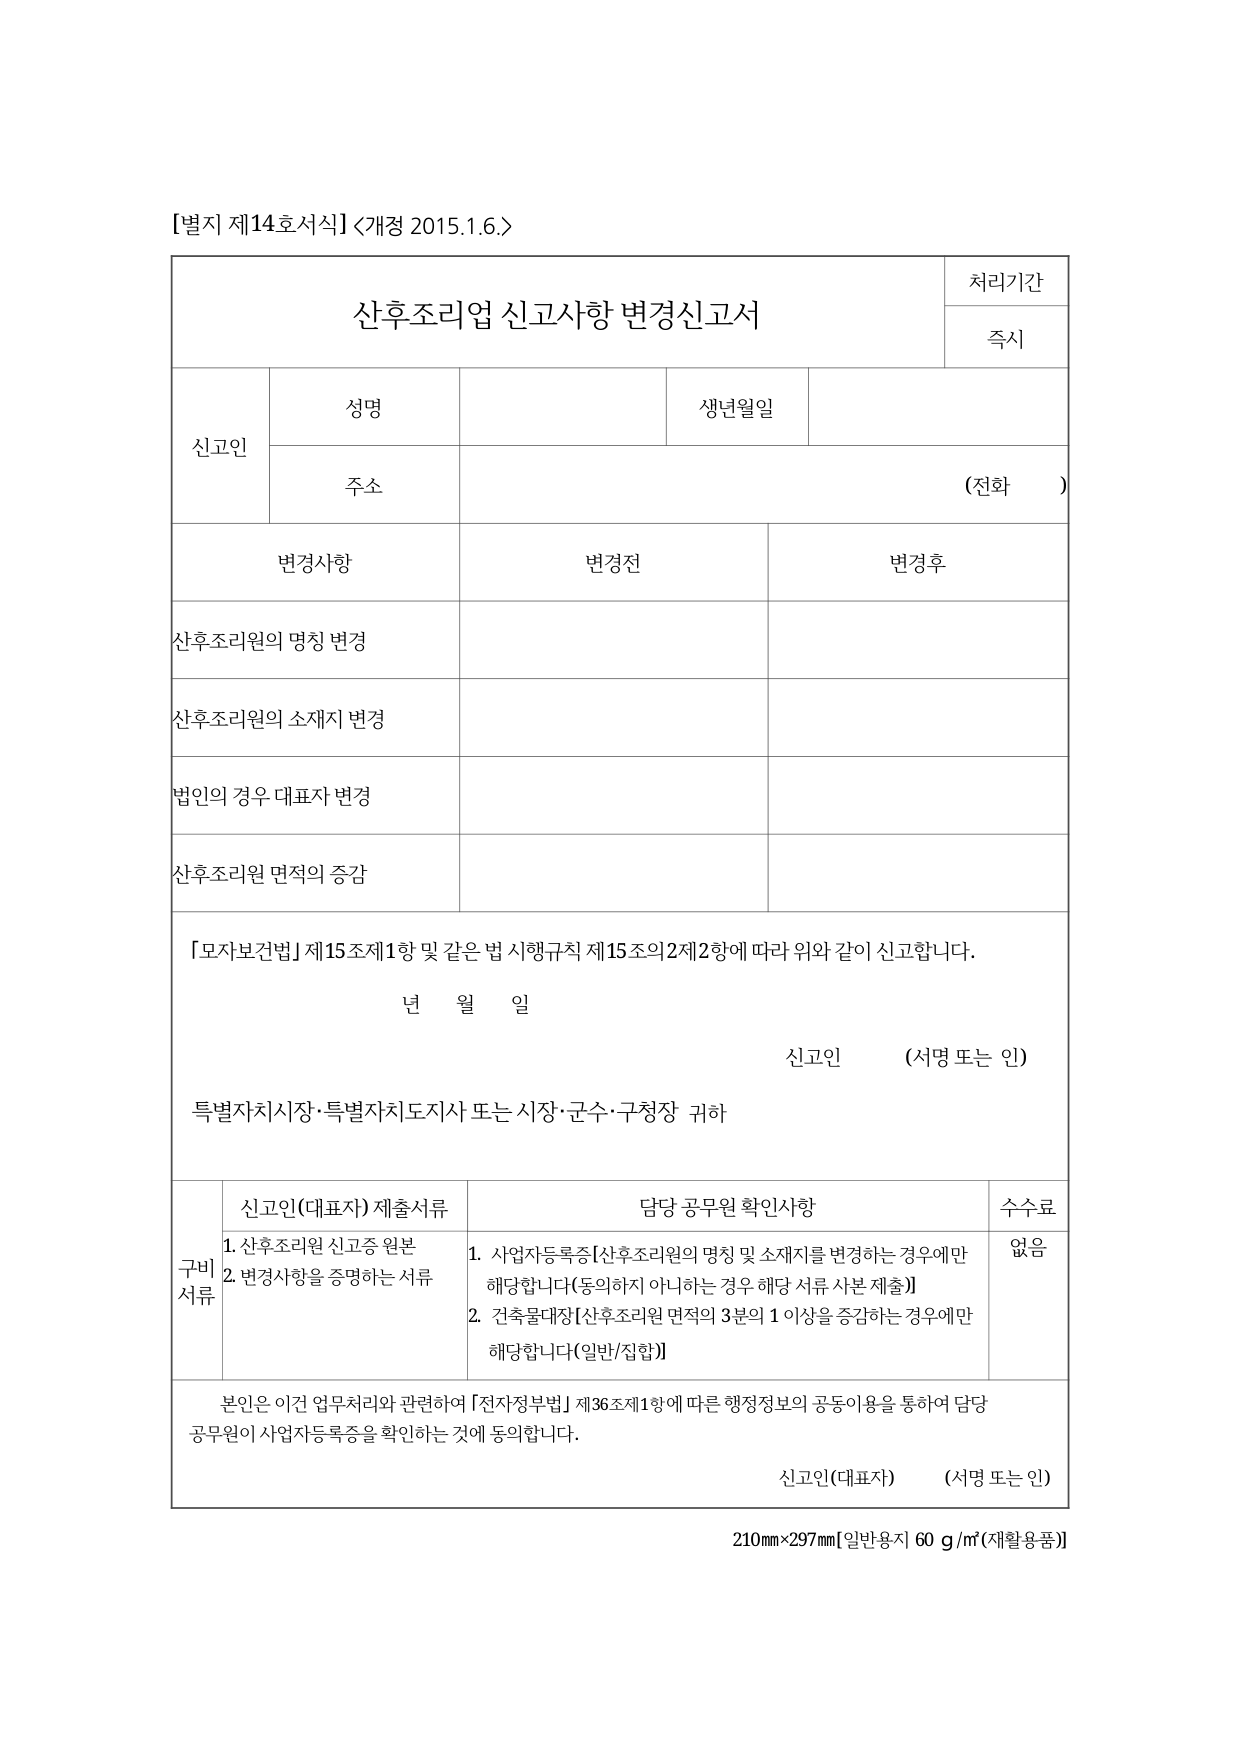 [별지 제14호서식] <개정 2015.1.6.>
산후조리업 신고사항 변경신고서
처리기간
즉시
신고인
성명
생년월일
주소
(전화 )
변경사항
변경전
변경후
산후조리원의 명칭 변경
산후조리원의 소재지 변경
법인의 경우 대표자 변경
산후조리원 면적의 증감
「모자보건법」 제15조제1항 및 같은 법 시행규칙 제15조의2제2항에 따라 위와 같이 신고합니다.
년 월 일
신고인 (서명 또는 인)
특별자치시장·특별자치도지사 또는 시장·군수·구청장 귀하
구비
서류
신고인(대표자) 제출서류
담당 공무원 확인사항
수수료
1. 산후조리원 신고증 원본
2. 변경사항을 증명하는 서류
1. 사업자등록증[산후조리원의 명칭 및 소재지를 변경하는 경우에만
해당합니다(동의하지 아니하는 경우 해당 서류 사본 제출)]
2. 건축물대장[산후조리원 면적의 3분의 1 이상을 증감하는 경우에만
해당합니다(일반/집합)]
없음
본인은 이건 업무처리와 관련하여 「전자정부법」 제36조제1항에 따른 행정정보의 공동이용을 통하여 담당
공무원이 사업자등록증을 확인하는 것에 동의합니다.
신고인(대표자) (서명 또는 인)
210㎜×297㎜[일반용지 60ｇ/㎡(재활용품)]